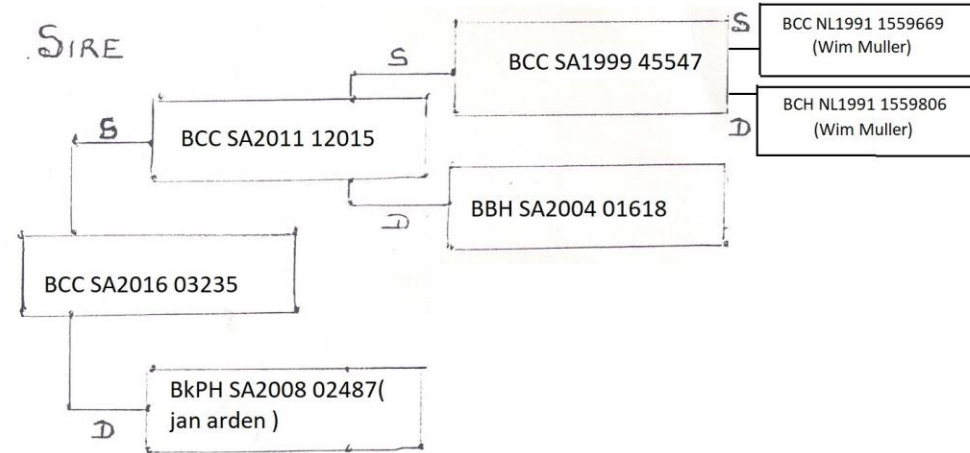 SIRE
S
BCC NL1991 1559669
(Wim Muller)
S
BCC SA1999 45547
D
BCH NL1991 1559806
(Wim Muller)
S
BCC SA2011 12015
D
BBH SA2004 01618
BCC SA2016 03235
D
BkPH SA2008 02487(
jan arden )